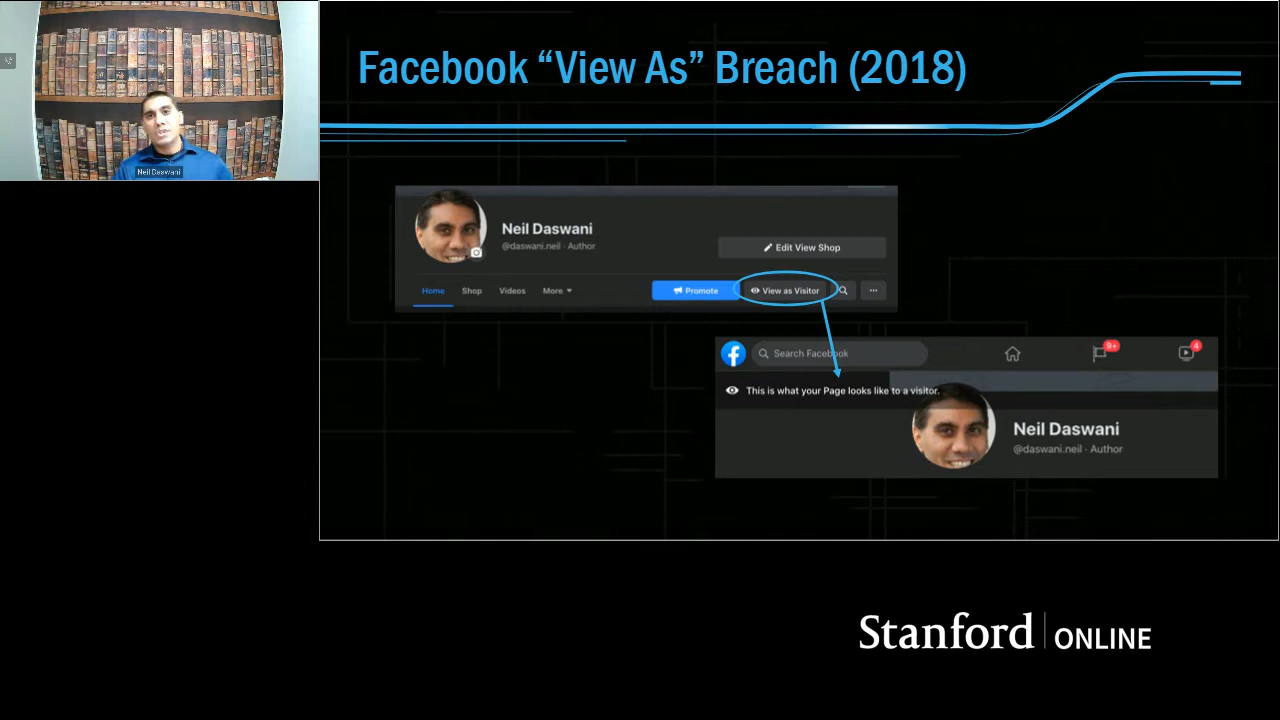 Neil Daswani
Facebook “View As” Breach (2018)
Neil Daswani
@daswani.neil · Author
Edit View Shop
Home Shop Videos More
Promote View as Visitor
Search Facebook
9+
4
This is what your Page looks like to a visitor.
Neil Daswani
@daswani.neil · Author
Stanford ONLINE